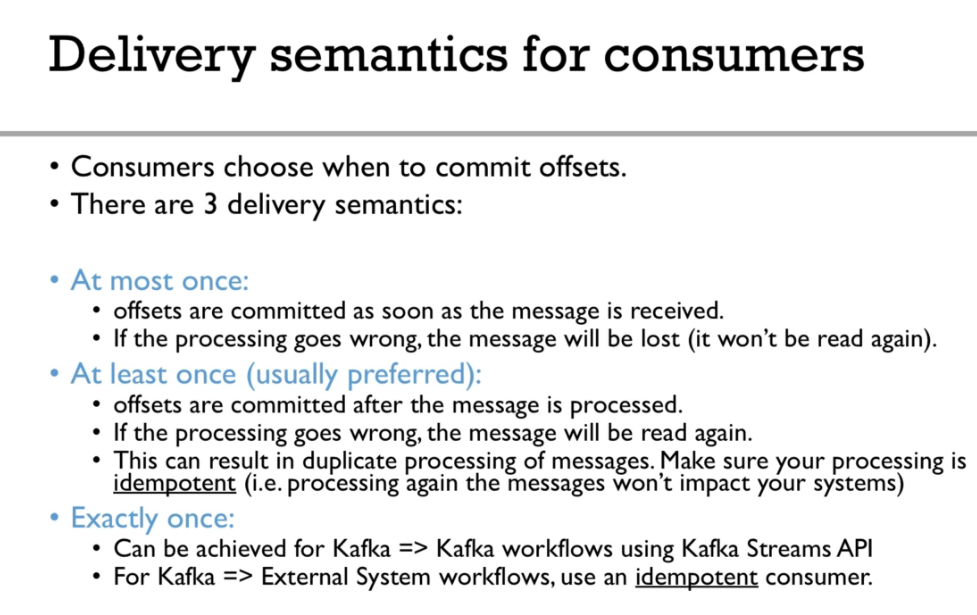 Delivery semantics for consumers
• Consumers choose when to commit offsets.
• There are 3 delivery semantics:
• At most once:
• offsets are committed as soon as the message is received.
• If the processing goes wrong, the message will be lost (it won't be read again).
• At least once (usually preferred):
• offsets are committed after the message is processed.
• If the processing goes wrong, the message will be read again.
• This can result in duplicate processing of messages. Make sure your processing is
idempotent (i.e. processing again the messages won't impact your systems)
• Exactly once:
• Can be achieved for Kafka => Kafka workflows using Kafka Streams API
• For Kafka => External System workflows, use an idempotent consumer.